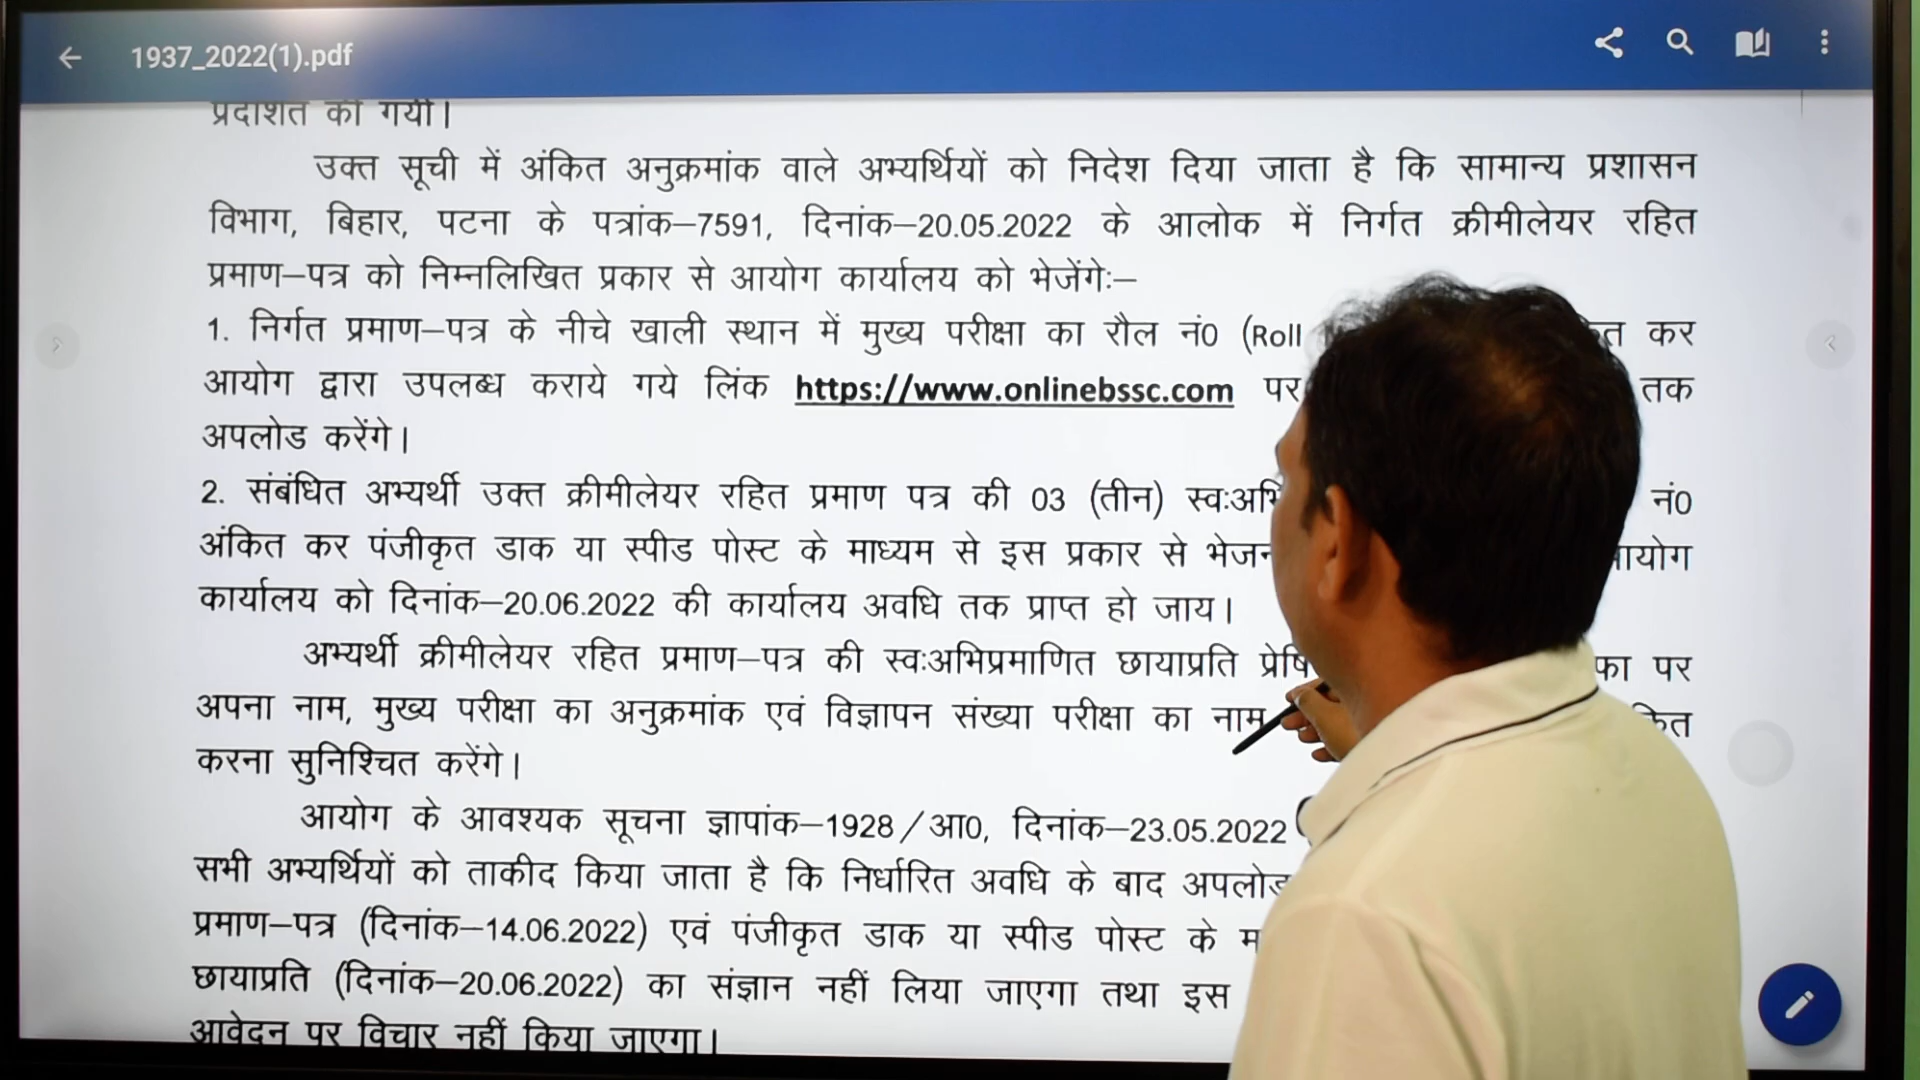 1937_2022(1).pdf
प्रदर्शित की गयी।
उक्त सूची में अंकित अनुक्रमांक वाले अभ्यर्थियों को निदेश दिया जाता है कि सामान्य प्रशासन
विभाग, बिहार, पटना के पत्रांक–7591, दिनांक–20.05.2022 के आलोक में निर्गत क्रीमीलेयर रहित
प्रमाण–पत्र को निम्नलिखित प्रकार से आयोग कार्यालय को भेजेंगेः–
1. निर्गत प्रमाण–पत्र के नीचे खाली स्थान में मुख्य परीक्षा का रौल नं0 (Roll कर
आयोग द्वारा उपलब्ध कराये गये लिंक https://www.onlinebssc.com पर तक
अपलोड करेंगे।
2. संबंधित अभ्यर्थी उक्त क्रीमीलेयर रहित प्रमाण पत्र की 03 (तीन) नं0
अंकित कर पंजीकृत डाक या स्पीड पोस्ट के माध्यम से इस प्रकार से
कार्यालय को दिनांक–20.06.2022 की कार्यालय अवधि तक प्राप्त हो जाय।
अभ्यर्थी क्रीमीलेयर रहित प्रमाण–पत्र की स्वःअभिप्रमाणित छायाप्रति पर
अपना नाम, मुख्य परीक्षा का अनुक्रमांक एवं विज्ञापन संख्या परीक्षा का नाम
करना सुनिश्चित करेंगे।
आयोग के आवश्यक सूचना ज्ञापांक–1928/आ0, दिनांक–23.05.2022
सभी अभ्यर्थियों को ताकीद किया जाता है कि निर्धारित अवधि के बाद अपलोड
प्रमाण–पत्र (दिनांक–14.06.2022) एवं पंजीकृत डाक या स्पीड पोस्ट के
छायाप्रति (दिनांक–20.06.2022) का संज्ञान नहीं लिया जाएगा तथा इस
आवेदन पर विचार नहीं किया जाएगा।